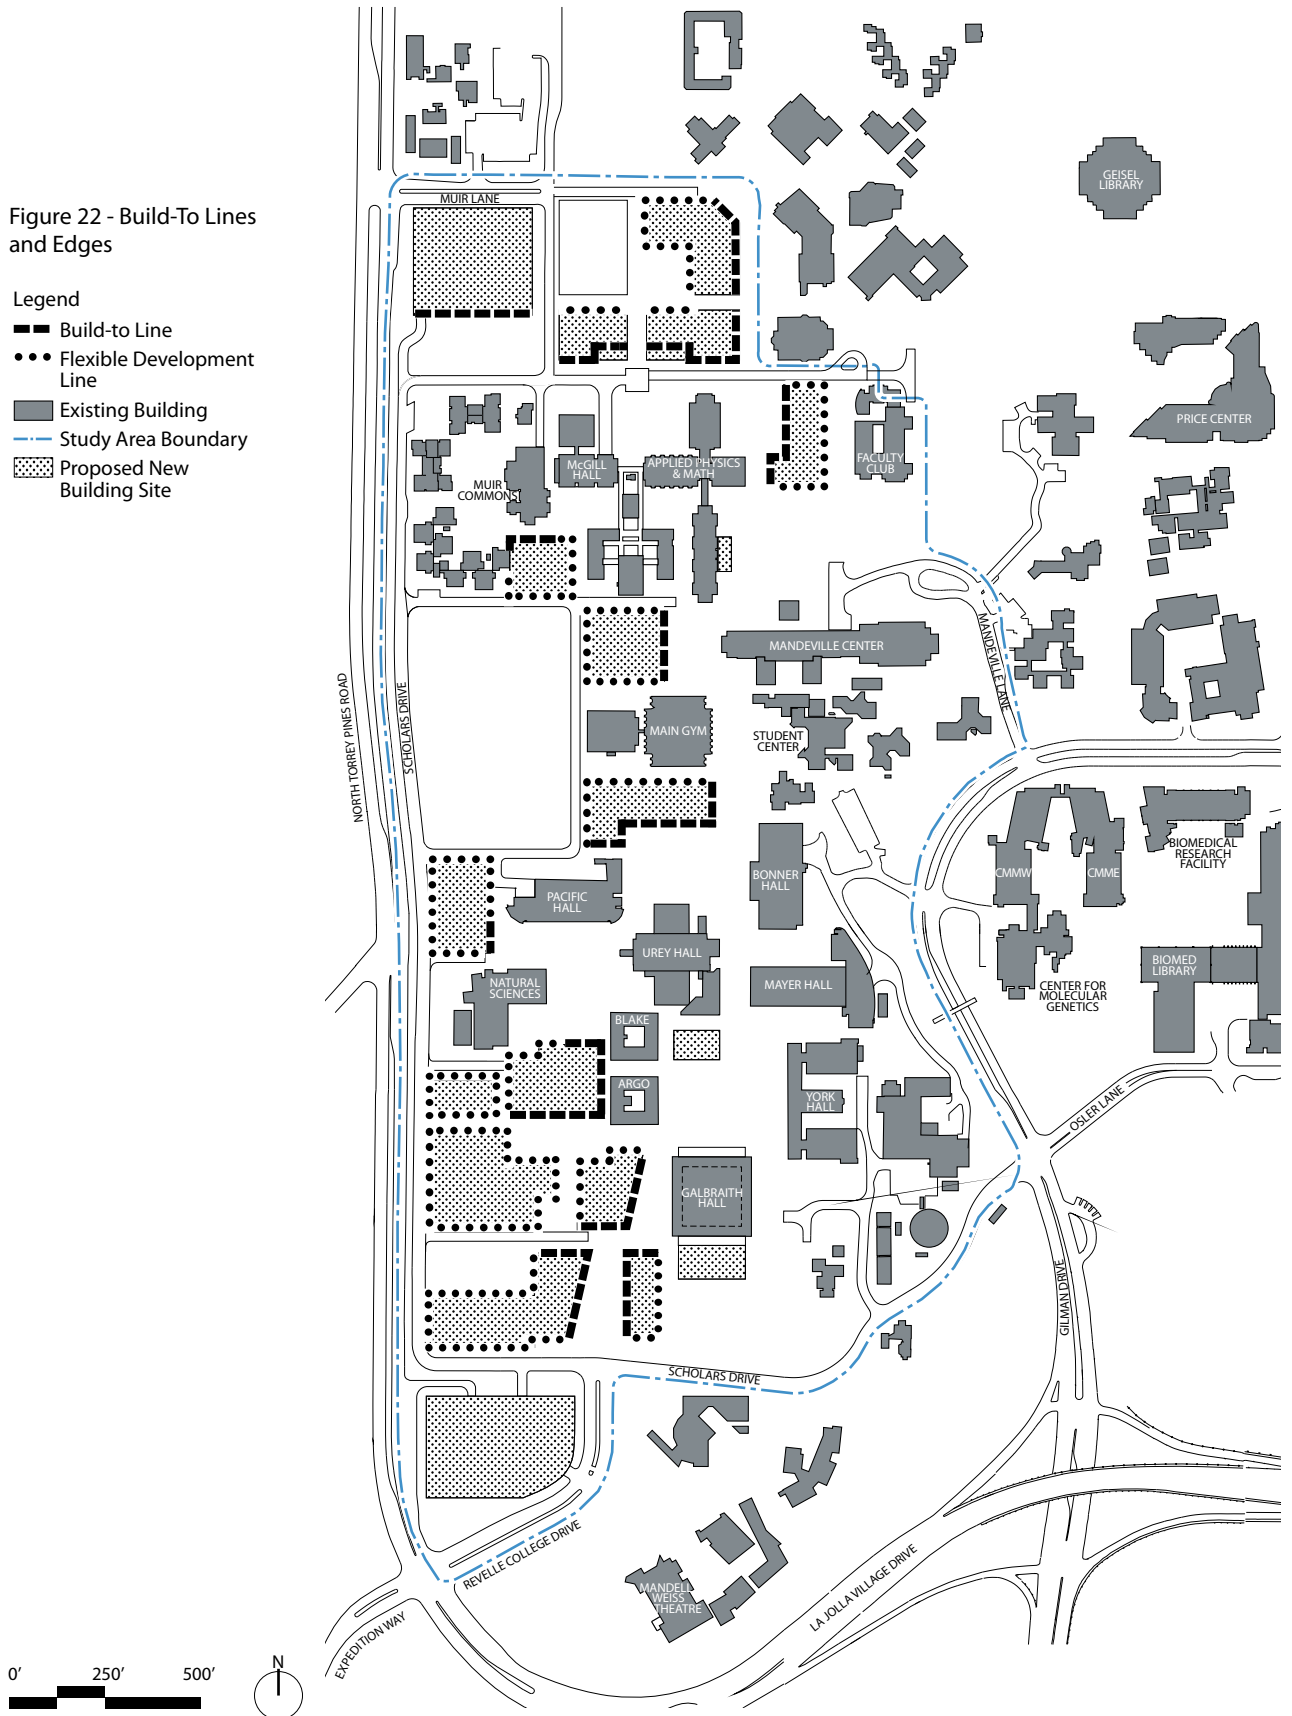 GEISEL
LIBRARY
MUIR LANE
Figure 22 - Build-To Lines
and Edges
Legend
Build-to Line
Flexible Development
Line
Existing Building
Study Area Boundary
Proposed New
Building Site
PRICE CENTER
McGILL
HALL
APPLIED PHYSICS
& MATH
FACULTY
CLUB
MUIR
COMMONS
MANDEVILLE CENTER
MANDEVILLE LANE
NORTH TORREY PINES ROAD
SCHOLARS DRIVE
MAIN GYM
STUDENT
CENTER
BIOMEDICAL
RESEARCH
FACILITY
BONNER
HALL
CMMW
CMME
PACIFIC
HALL
UREY HALL
BIOMED
LIBRARY
NATURAL
SCIENCES
MAYER HALL
CENTER FOR
MOLECULAR
GENETICS
BLAKE
ARGO
YORK
HALL
OSLER LANE
GALBRAITH
HALL
GILMAN DRIVE
SCHOLARS DRIVE
REVELLE COLLEGE DRIVE
LA JOLLA VILLAGE DRIVE
MANDELL
WEISS
THEATRE
EXPEDITION WAY
0' 250' 500'
N